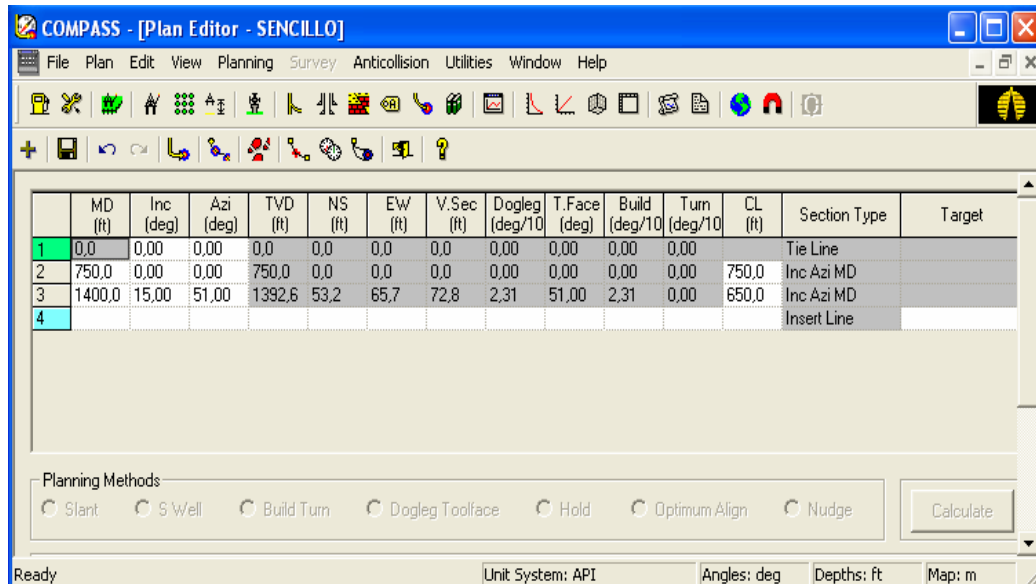 COMPASS - [Plan Editor - SENCILLO]
File Plan Edit View Planning Survey Anticollision Utilities Window Help
MD (ft) Inc (deg) Azi (deg) TVD (ft) NS (ft) EW (ft) V.Sec (ft) Dogleg (deg/10 T.Face (deg) Build (deg/10 Turn (deg/10 CL (ft) Section Type Target
1 0,0 0,00 0,00 0,0 0,0 0,0 0,0 0,00 0,00 0,00 0,00 Tie Line
2 750,0 0,00 0,00 750,0 0,0 0,0 0,0 0,00 0,00 0,00 0,00 750,0 Inc Azi MD
3 1400,0 15,00 51,00 1392,6 53,2 65,7 72,8 2,31 51,00 2,31 0,00 650,0 Inc Azi MD
4 Insert Line
Planning Methods
Slant S Well Build Turn Dogleg Toolface Hold Optimum Align Nudge Calculate
Ready Unit System: API Angles: deg Depths: ft Map: m